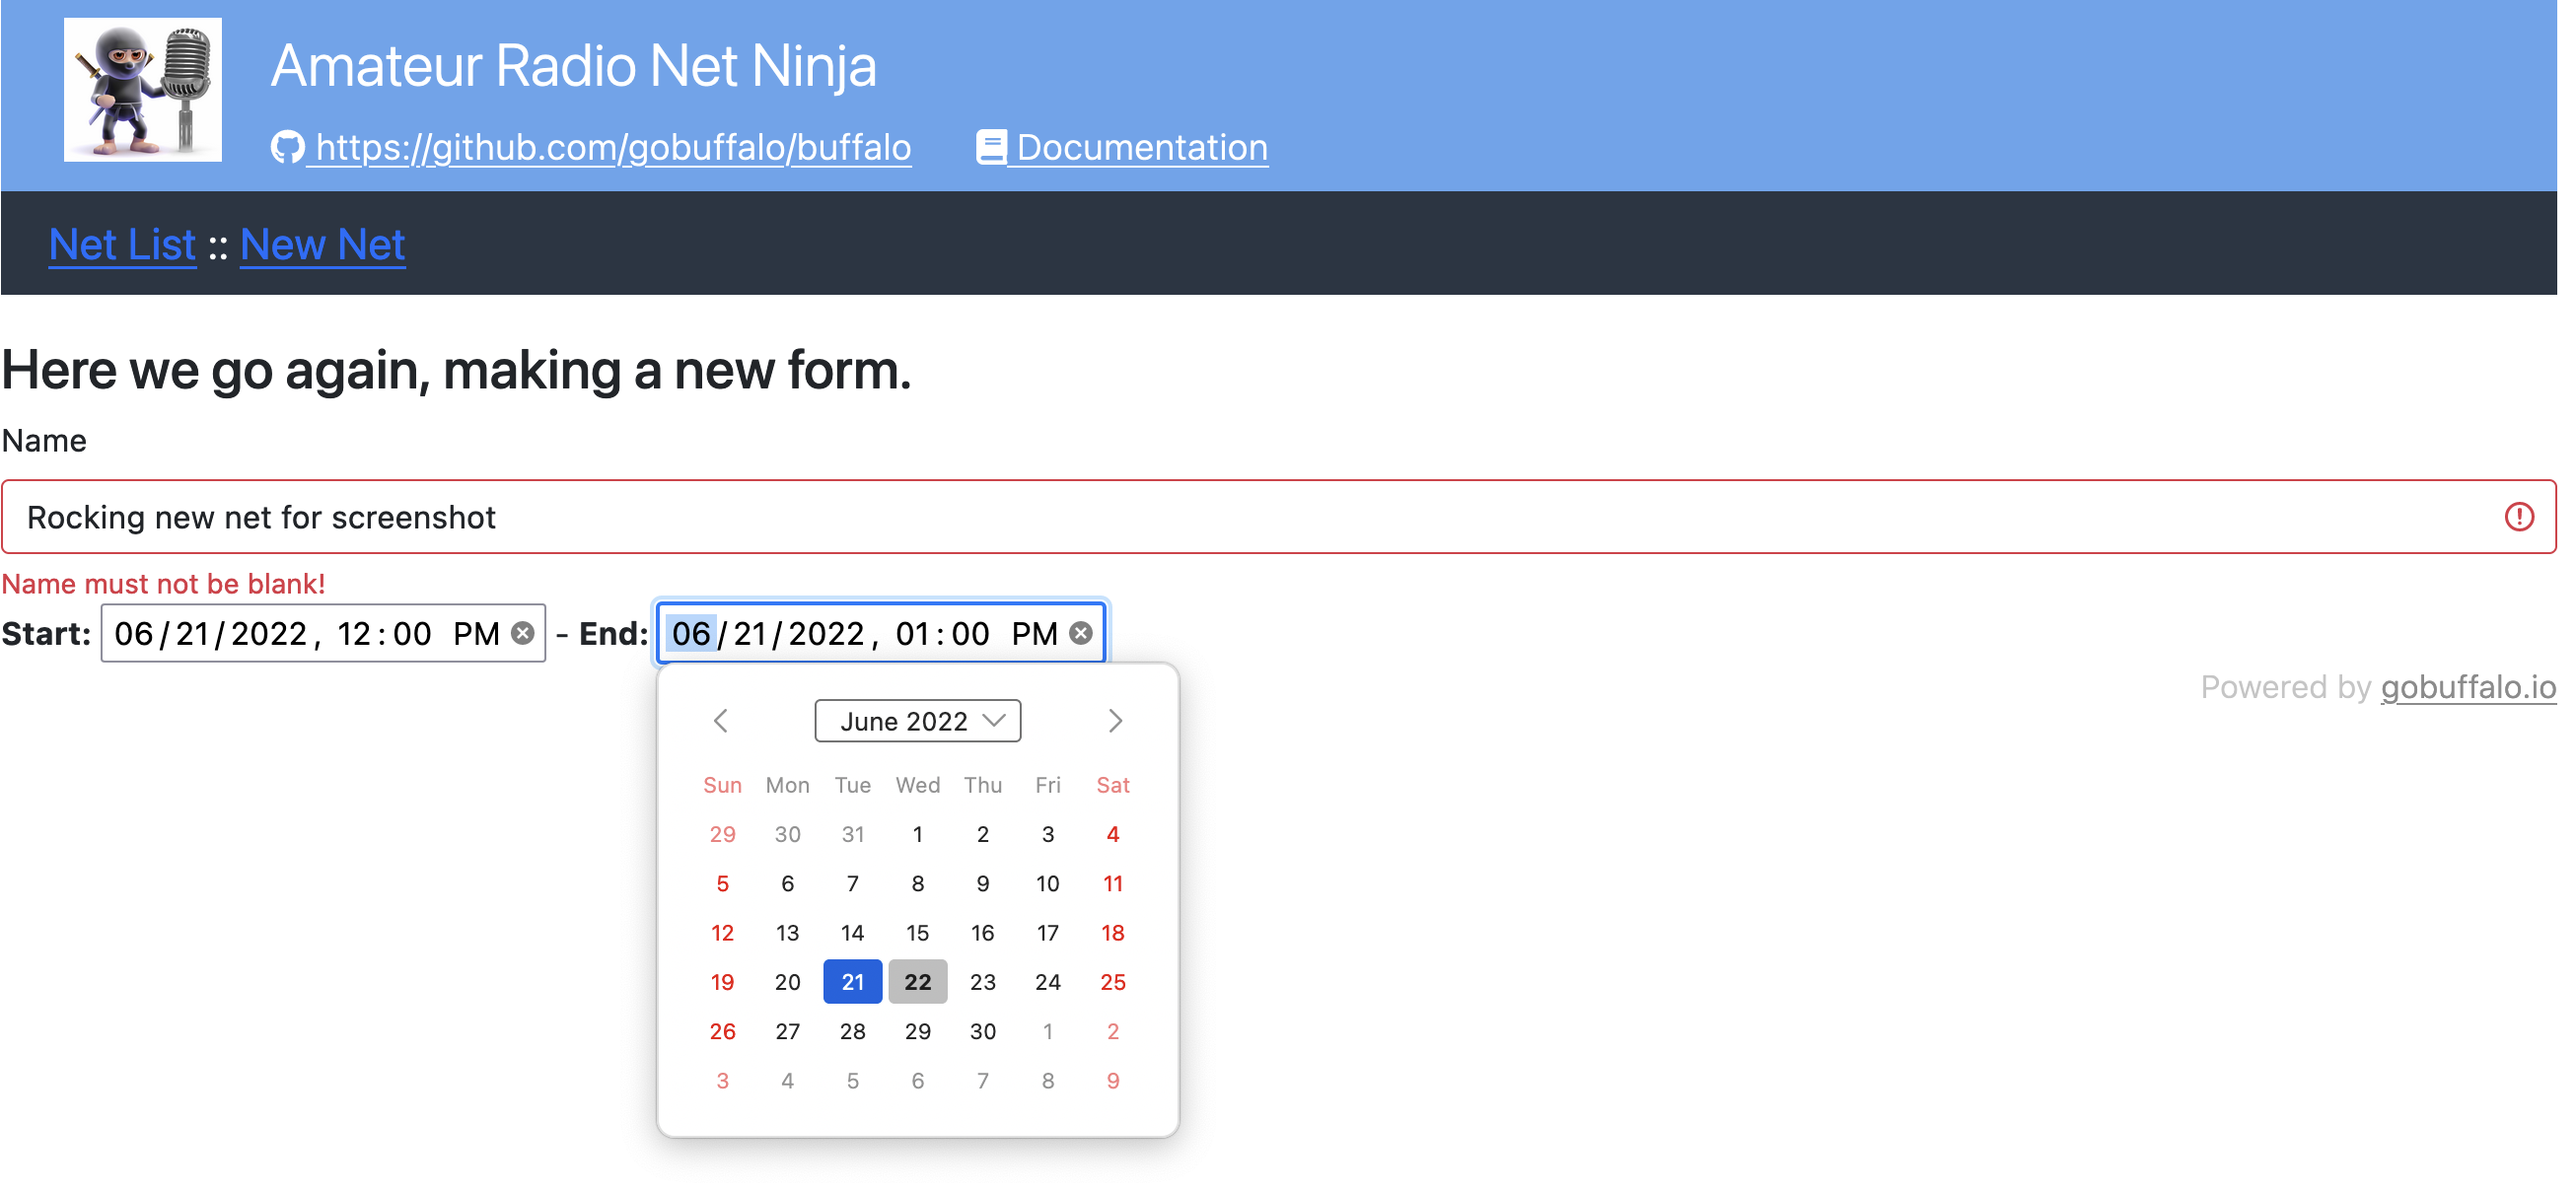 Amateur Radio Net Ninja
https://github.com/gobuffalo/buffalo Documentation
Net List :: New Net
Here we go again, making a new form.
Name
Rocking new net for screenshot
Name must not be blank!
Start: 06/21/2022, 12:00 PM - End: 06/21/2022, 01:00 PM
Powered by gobuffalo.io
June 2022
Sun Mon Tue Wed Thu Fri Sat
29 30 31 1 2 3 4
5 6 7 8 9 10 11
12 13 14 15 16 17 18
19 20 21 22 23 24 25
26 27 28 29 30 1 2
3 4 5 6 7 8 9